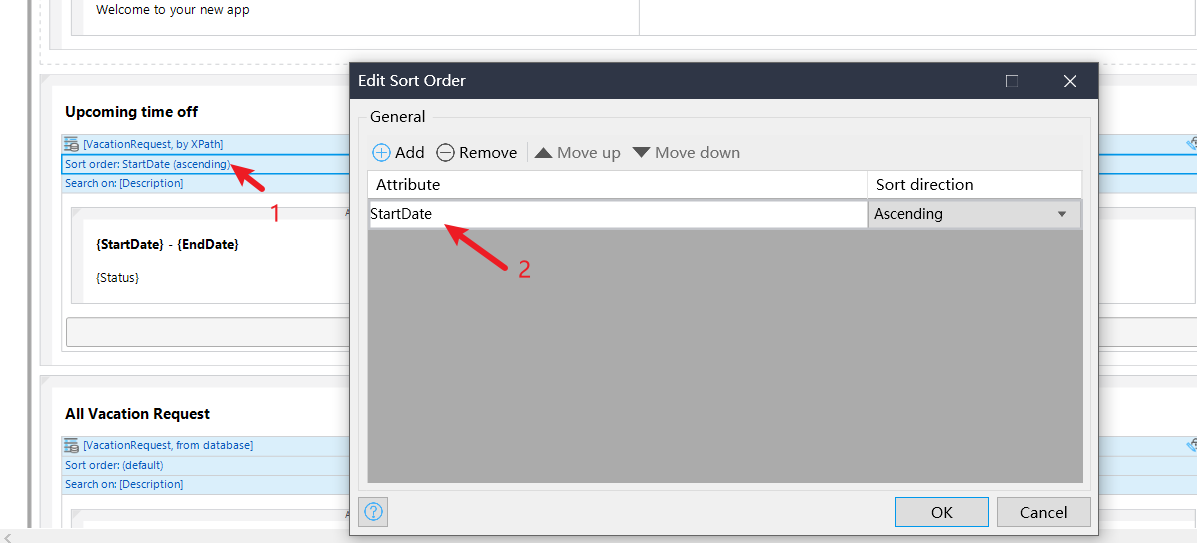 Welcome to your new app
Edit Sort Order
General
Add Remove Move up Move down
Attribute Sort direction
StartDate Ascending
2
OK Cancel
Upcoming time off
[VacationRequest, by XPath]
Sort order: StartDate (ascending)
1
Search on: [Description]
A
{StartDate} - {EndDate}
{Status}
All Vacation Request
[VacationRequest, from database]
Sort order: (default)
Search on: [Description]
A